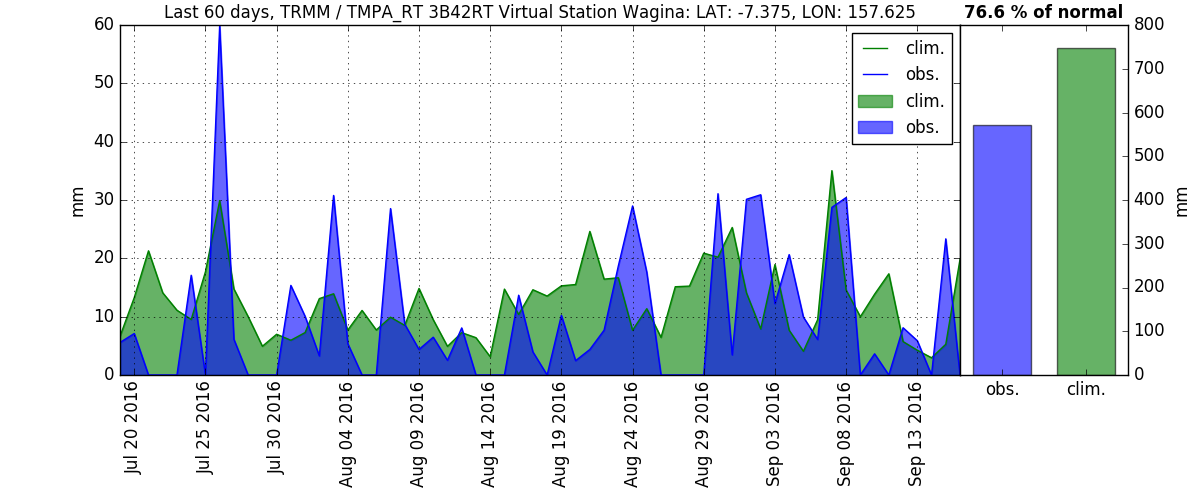 Last 60 days, TRMM / TMPA_RT 3B42RT Virtual Station Wagina: LAT: -7.375, LON: 157.625
76.6 % of normal
60
50
40
30
20
10
0
mm
clim.
obs.
clim.
obs.
800
700
600
500
400
300
200
100
0
mm
Jul 20 2016
Jul 25 2016
Jul 30 2016
Aug 04 2016
Aug 09 2016
Aug 14 2016
Aug 19 2016
Aug 24 2016
Aug 29 2016
Sep 03 2016
Sep 08 2016
Sep 13 2016
obs.
clim.